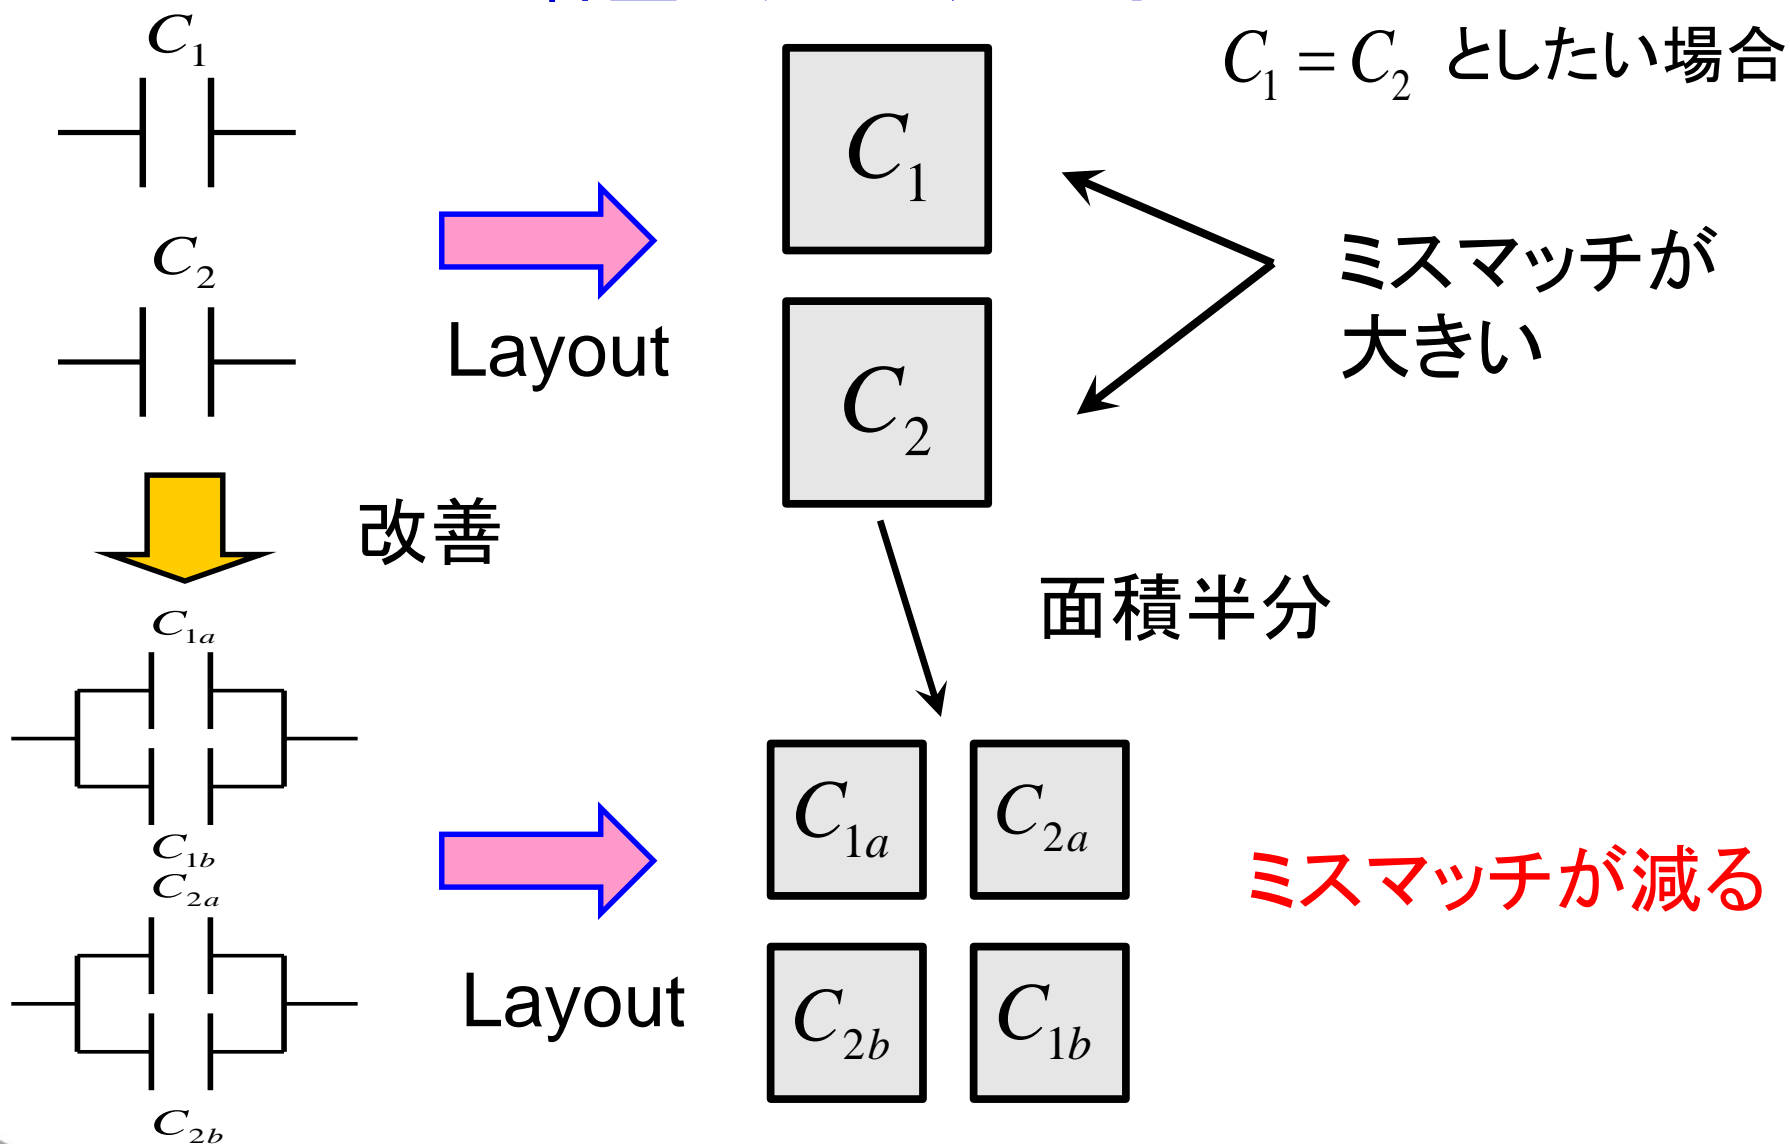 C₁
C₁ = C₂ としたい場合
C₁
C₂
ミスマッチが
大きい
Layout
C₂
改善
面積半分
C₁ₐ
C₁ₐ
C₂ₐ
C₁b
C₂ₐ
ミスマッチが減る
Layout
C₂b
C₁b
C₂b